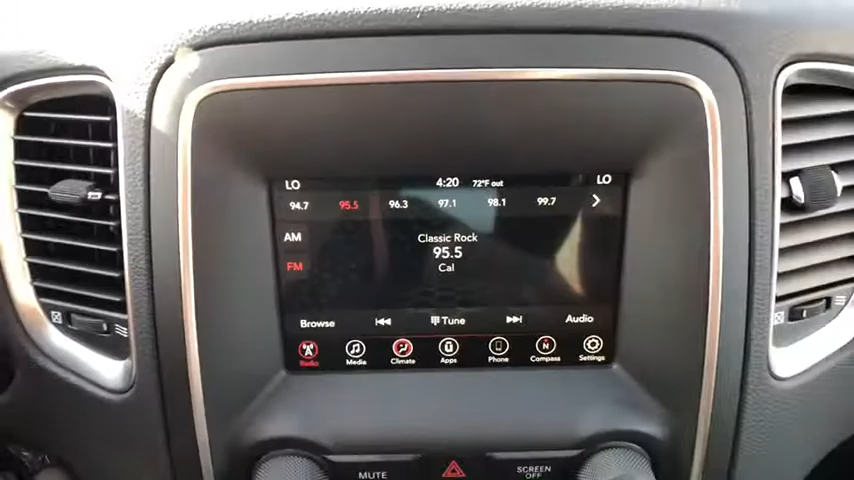 LO 4:20 72°F out LO
94.7 95.5 96.3 97.1 98.1 99.7
AM
FM
Classic Rock
95.5
Cal
Browse Tune Audio
Radio Media Climate Apps Phone Compass Settings
N
MUTE SCREEN OFF